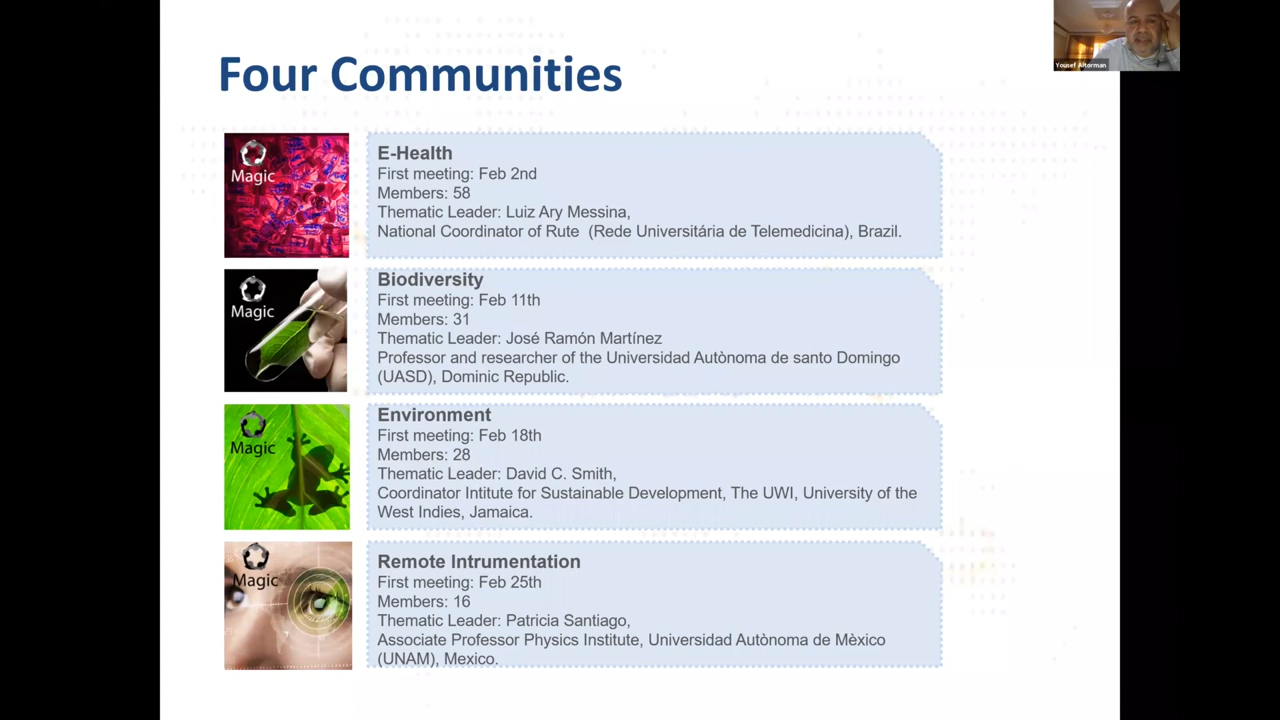 Four Communities
Yousef Altorman
Magic
E-Health
First meeting: Feb 2nd
Members: 58
Thematic Leader: Luiz Ary Messina,
National Coordinator of Rute (Rede Universitária de Telemedicina), Brazil.
Magic
Biodiversity
First meeting: Feb 11th
Members: 31
Thematic Leader: José Ramón Martínez
Professor and researcher of the Universidad Autònoma de santo Domingo
(UASD), Dominic Republic.
Magic
Environment
First meeting: Feb 18th
Members: 28
Thematic Leader: David C. Smith,
Coordinator Intitute for Sustainable Development, The UWI, University of the
West Indies, Jamaica.
Magic
Remote Intrumentation
First meeting: Feb 25th
Members: 16
Thematic Leader: Patricia Santiago,
Associate Professor Physics Institute, Universidad Autònoma de Mèxico
(UNAM), Mexico.